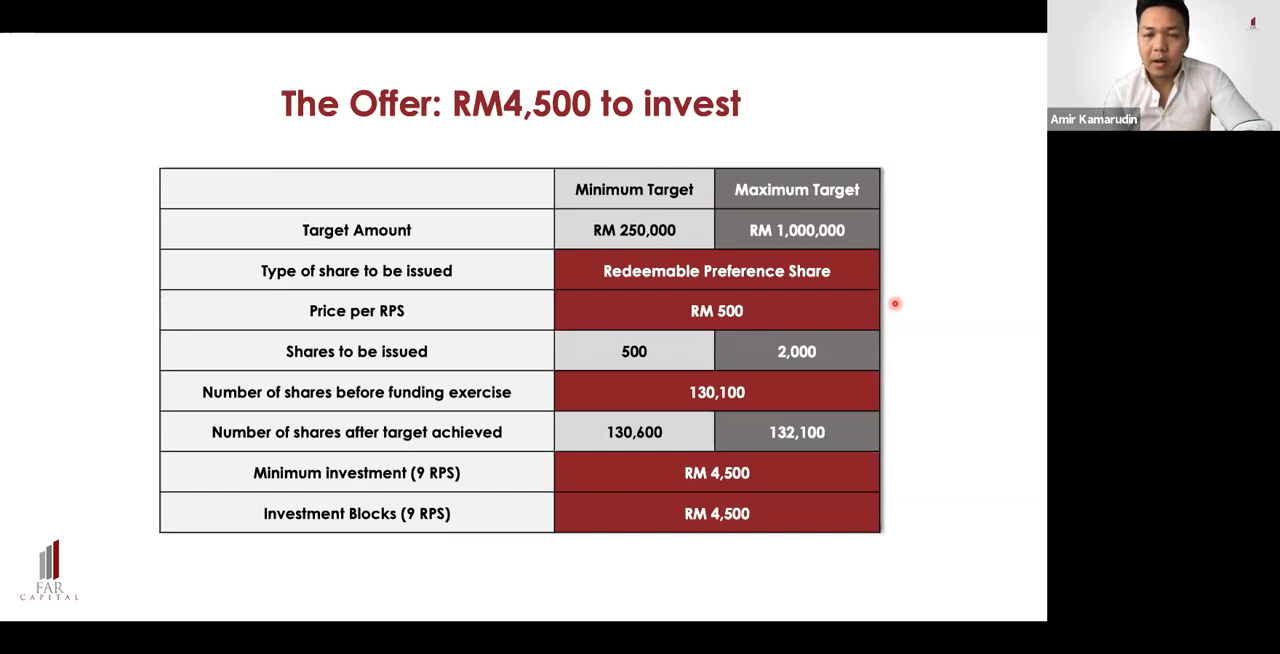 The Offer: RM4,500 to invest
Minimum Target Maximum Target
Target Amount RM 250,000 RM 1,000,000
Type of share to be issued Redeemable Preference Share
Price per RPS RM 500
Shares to be issued 500 2,000
Number of shares before funding exercise 130,100
Number of shares after target achieved 130,600 132,100
Minimum investment (9 RPS) RM 4,500
Investment Blocks (9 RPS) RM 4,500
FAR
CAPITAL
Amir Kamarudin